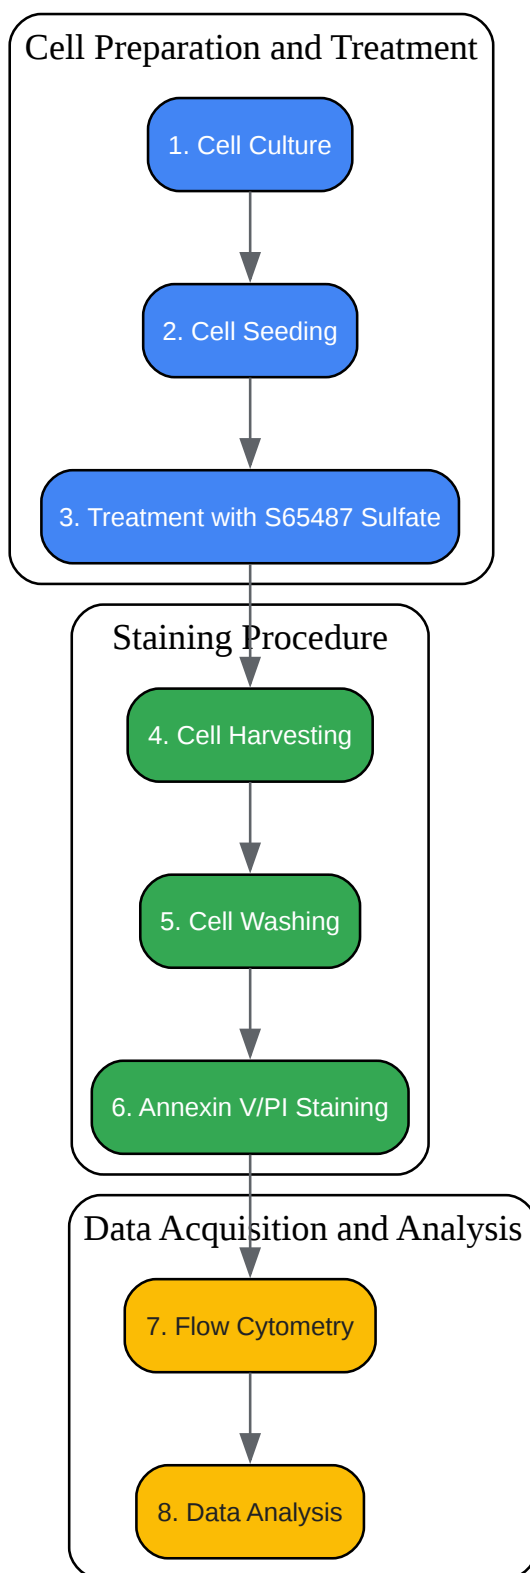 Cell Preparation and Treatment
1. Cell Culture
2. Cell Seeding
3. Treatment with S65487 Sulfate
Staining Procedure
4. Cell Harvesting
5. Cell Washing
6. Annexin V/PI Staining
Data Acquisition and Analysis
7. Flow Cytometry
8. Data Analysis